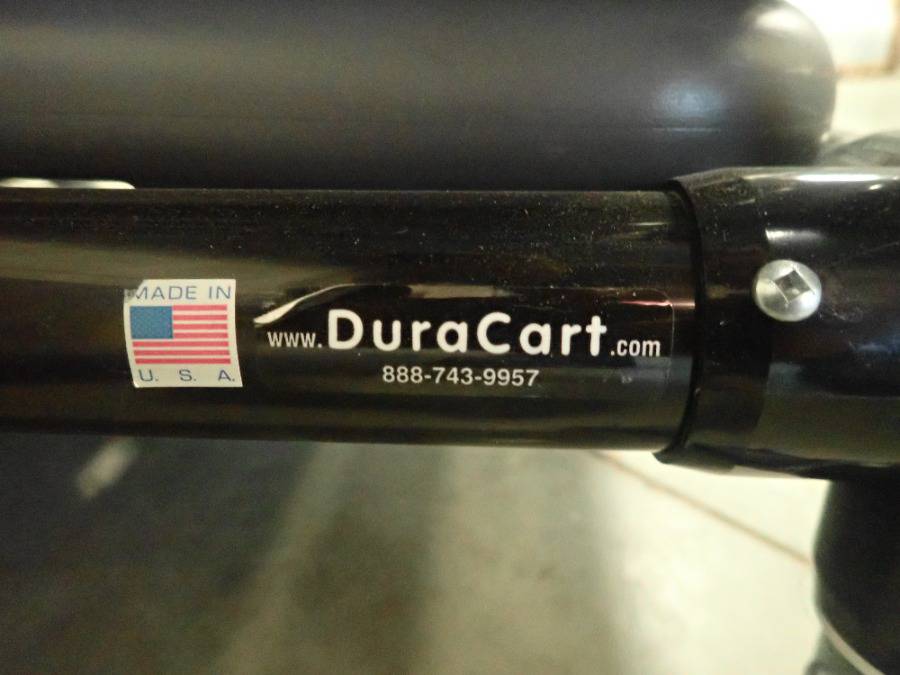 MADE IN
U. S. A.
www.DuraCart.com
888-743-9957